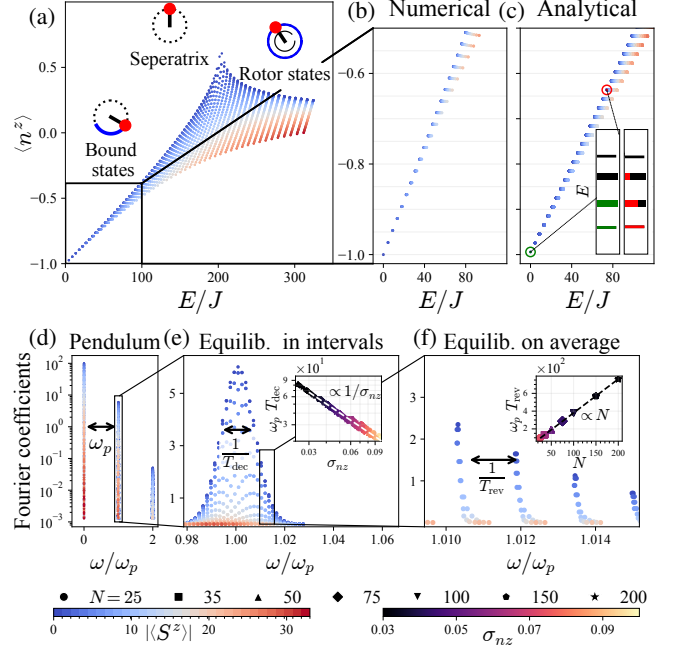 (a)
Seperatrix
Rotor states
Bound states
⟨n^z⟩
0.5
0.0
−0.5
−1.0
0
100
200
300
E/J
(b) Numerical
−0.6
−0.8
−1.0
0
40
80
E/J
(c) Analytical
E
0
40
80
E/J
(d) Pendulum
Fourier coefficients
10^2
10^1
10^0
10^−1
10^−2
10^−3
ω_p
0
2
ω/ω_p
(e) Equilib. in intervals
5
3
1
1/T_dec
0.98
1.00
1.02
1.04
1.06
ω/ω_p
×10^1
ω_p T_dec
9
6
3
∝1/σ_nz
0.03
0.06
0.09
σ_nz
(f) Equilib. on average
3
2
1
1/T_rev
1.010
1.012
1.014
ω/ω_p
×10^2
ω_p T_rev
7
4
1
∝N
50
100
150
200
N
N=25
35
50
75
100
150
200
0
10
20
30
|⟨S^z⟩|
0.03
0.05
0.07
0.09
σ_nz